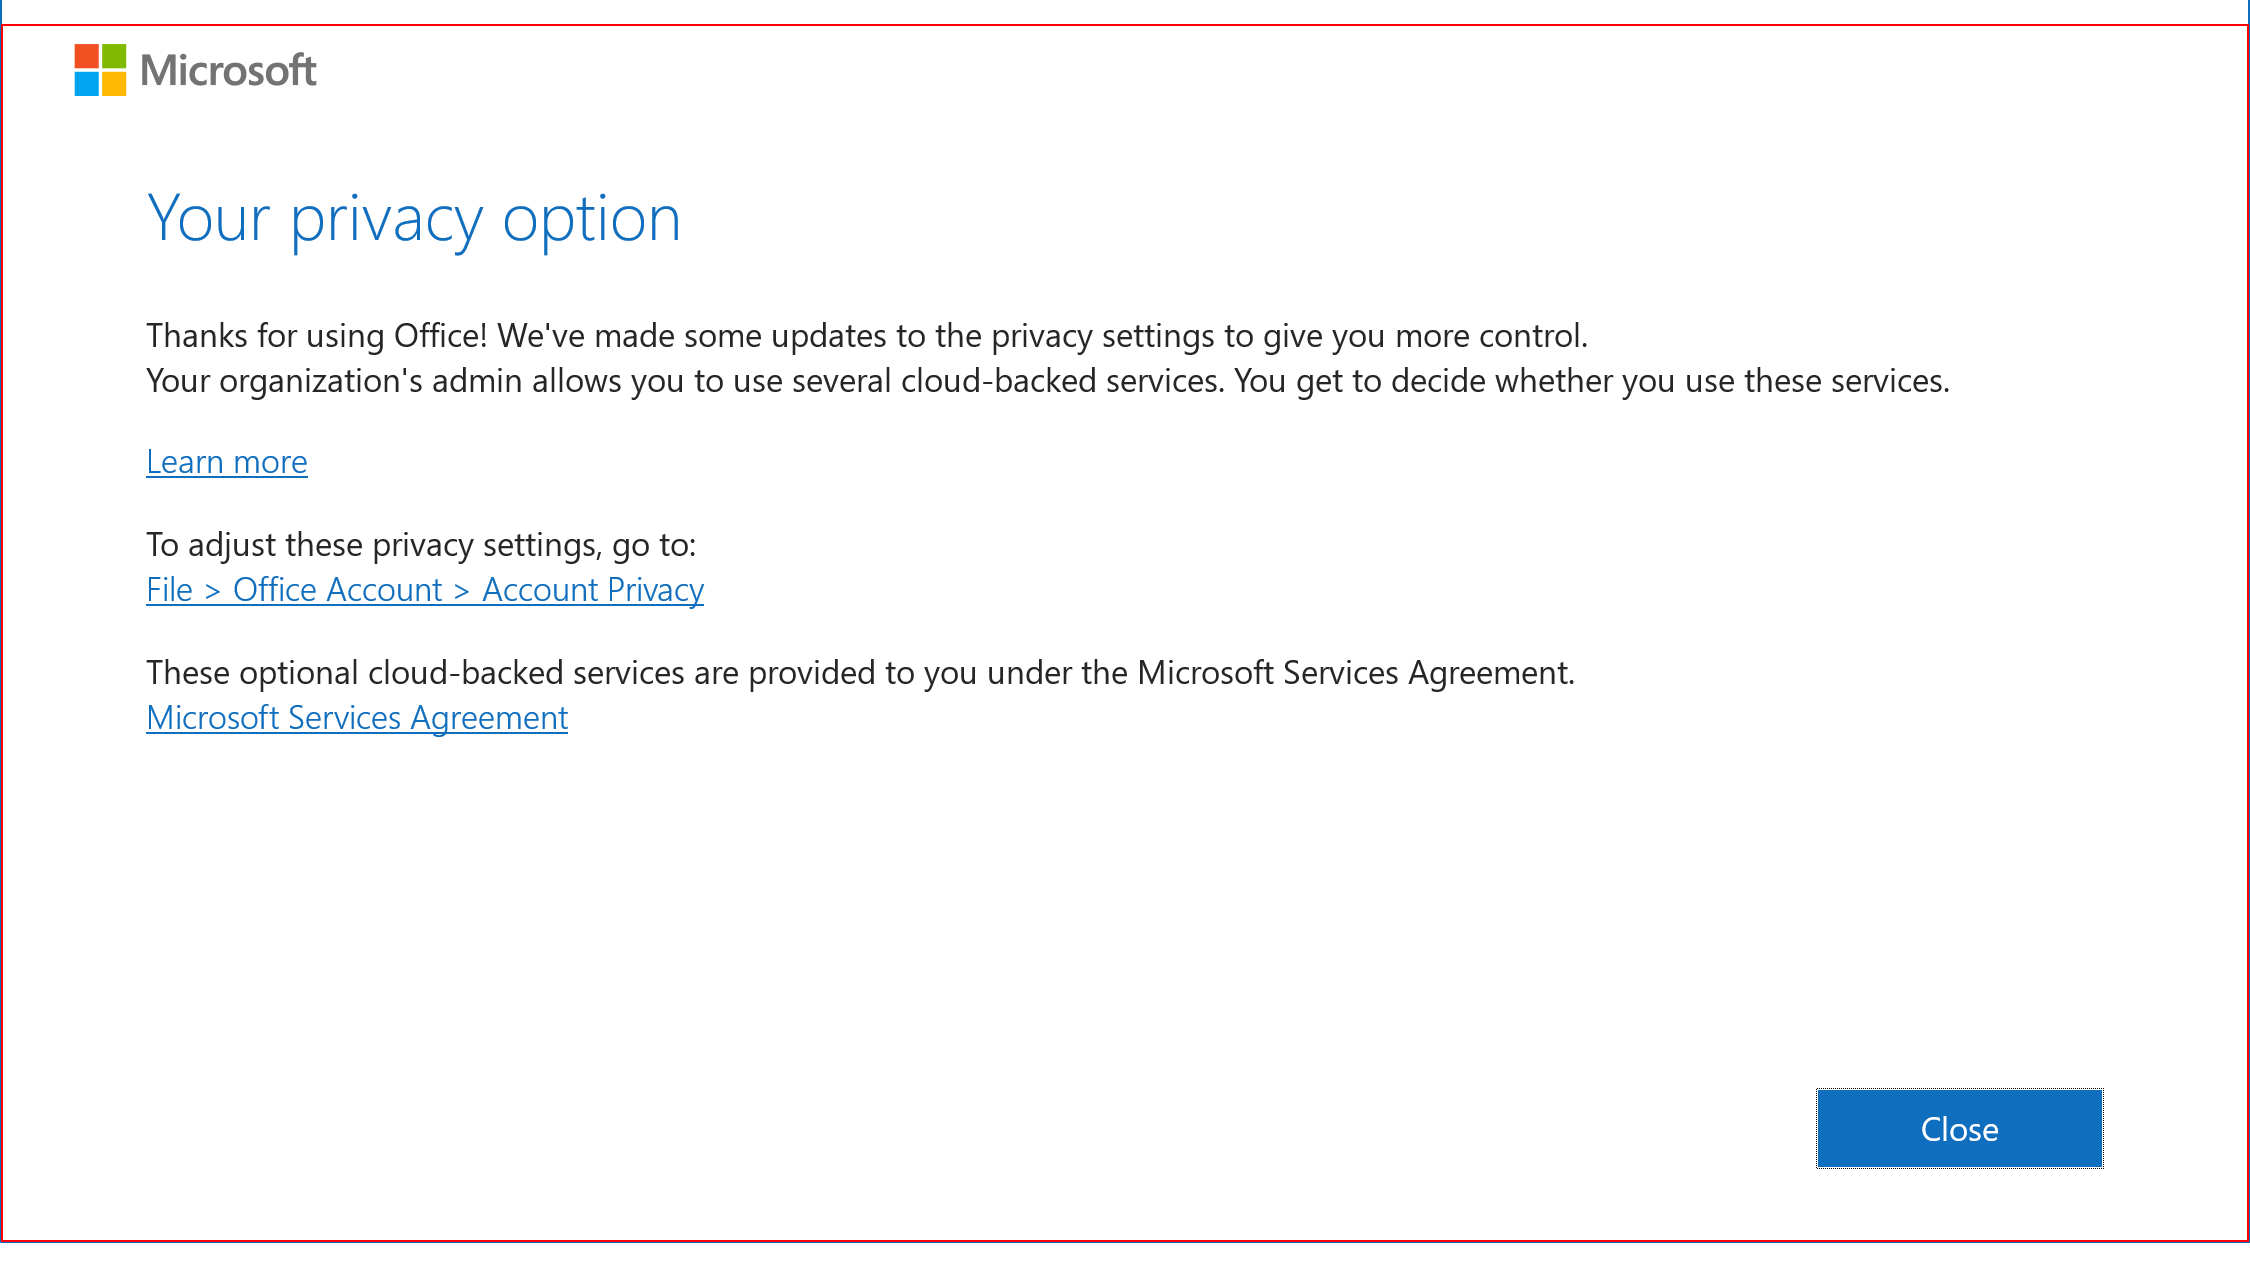 Microsoft
Your privacy option
Thanks for using Office! We've made some updates to the privacy settings to give you more control.
Your organization's admin allows you to use several cloud-backed services. You get to decide whether you use these services.
Learn more
To adjust these privacy settings, go to:
File > Office Account > Account Privacy
These optional cloud-backed services are provided to you under the Microsoft Services Agreement.
Microsoft Services Agreement
Close